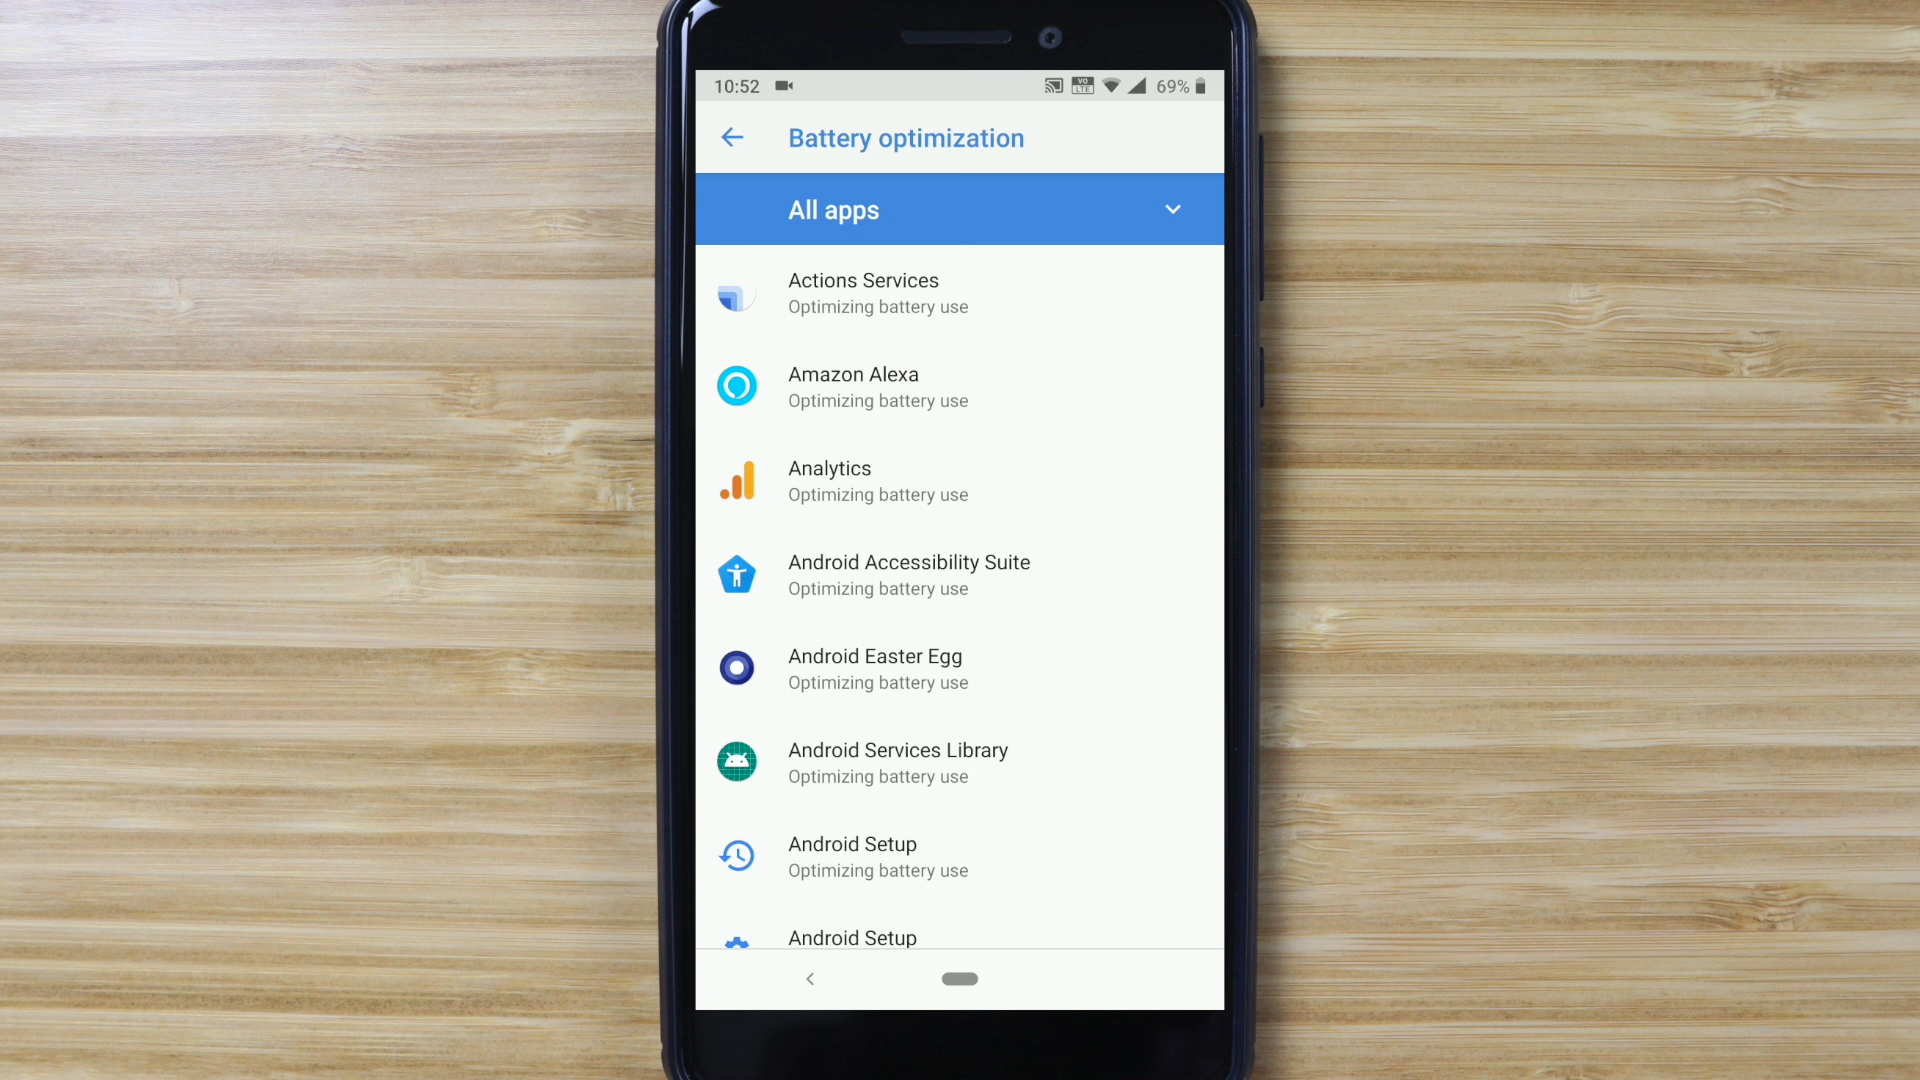 10:52 VO LTE 69%
Battery optimization
All apps
Actions Services
Optimizing battery use
Amazon Alexa
Optimizing battery use
Analytics
Optimizing battery use
Android Accessibility Suite
Optimizing battery use
Android Easter Egg
Optimizing battery use
Android Services Library
Optimizing battery use
Android Setup
Optimizing battery use
Android Setup